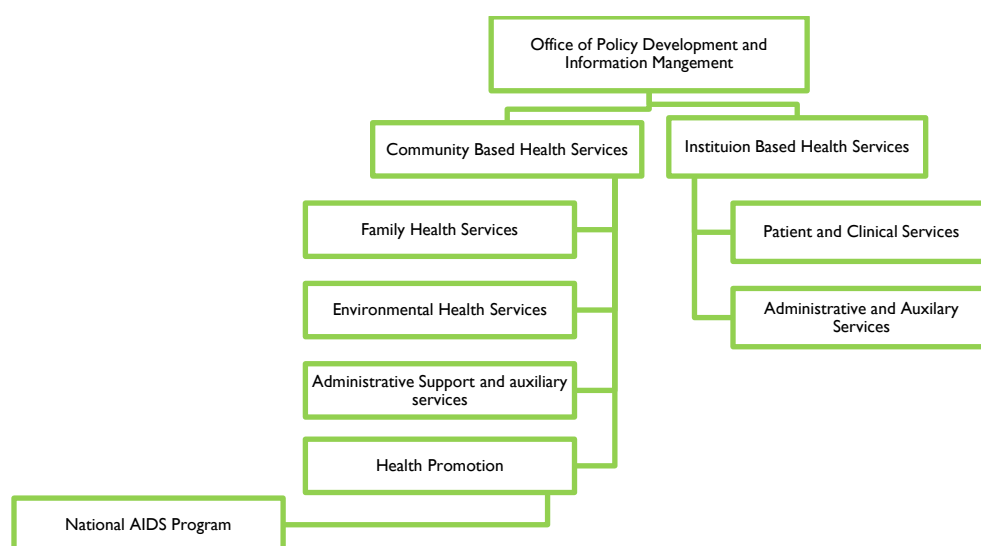 Office of Policy Development and
Information Mangement
Community Based Health Services
Instituion Based Health Services
Family Health Services
Patient and Clinical Services
Environmental Health Services
Administrative and Auxilary
Services
Administrative Support and auxiliary
services
Health Promotion
National AIDS Program